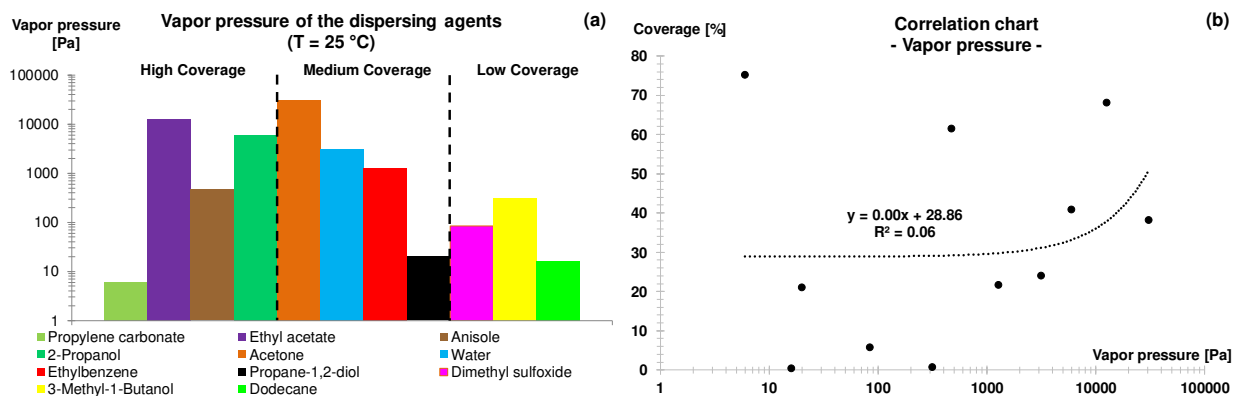 Vapor pressure
[Pa]
Vapor pressure of the dispersing agents
(T = 25 °C)
(a)
High Coverage Medium Coverage Low Coverage
100000
10000
1000
100
10
1
Propylene carbonate Ethyl acetate Anisole
2-Propanol Acetone Water
Ethylbenzene Propane-1,2-diol Dimethyl sulfoxide
3-Methyl-1-Butanol Dodecane
Coverage [%]
Correlation chart
- Vapor pressure -
(b)
80
70
60
50
40
30
20
10
0
y = 0.00x + 28.86
R² = 0.06
Vapor pressure [Pa]
1 10 100 1000 10000 100000